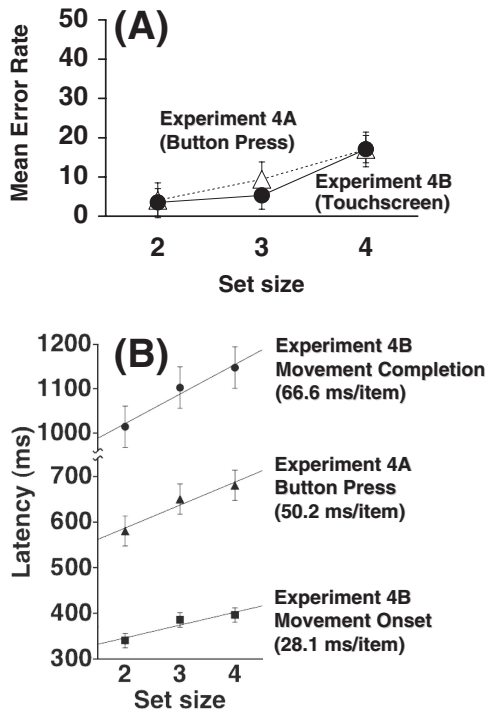 (A)
50
40
30
20
10
0
Mean Error Rate
Experiment 4A
(Button Press)
Experiment 4B
(Touchscreen)
2 3 4
Set size
(B)
1200
1100
1000
700
600
500
400
300
Latency (ms)
Experiment 4B
Movement Completion
(66.6 ms/item)
Experiment 4A
Button Press
(50.2 ms/item)
Experiment 4B
Movement Onset
(28.1 ms/item)
2 3 4
Set size